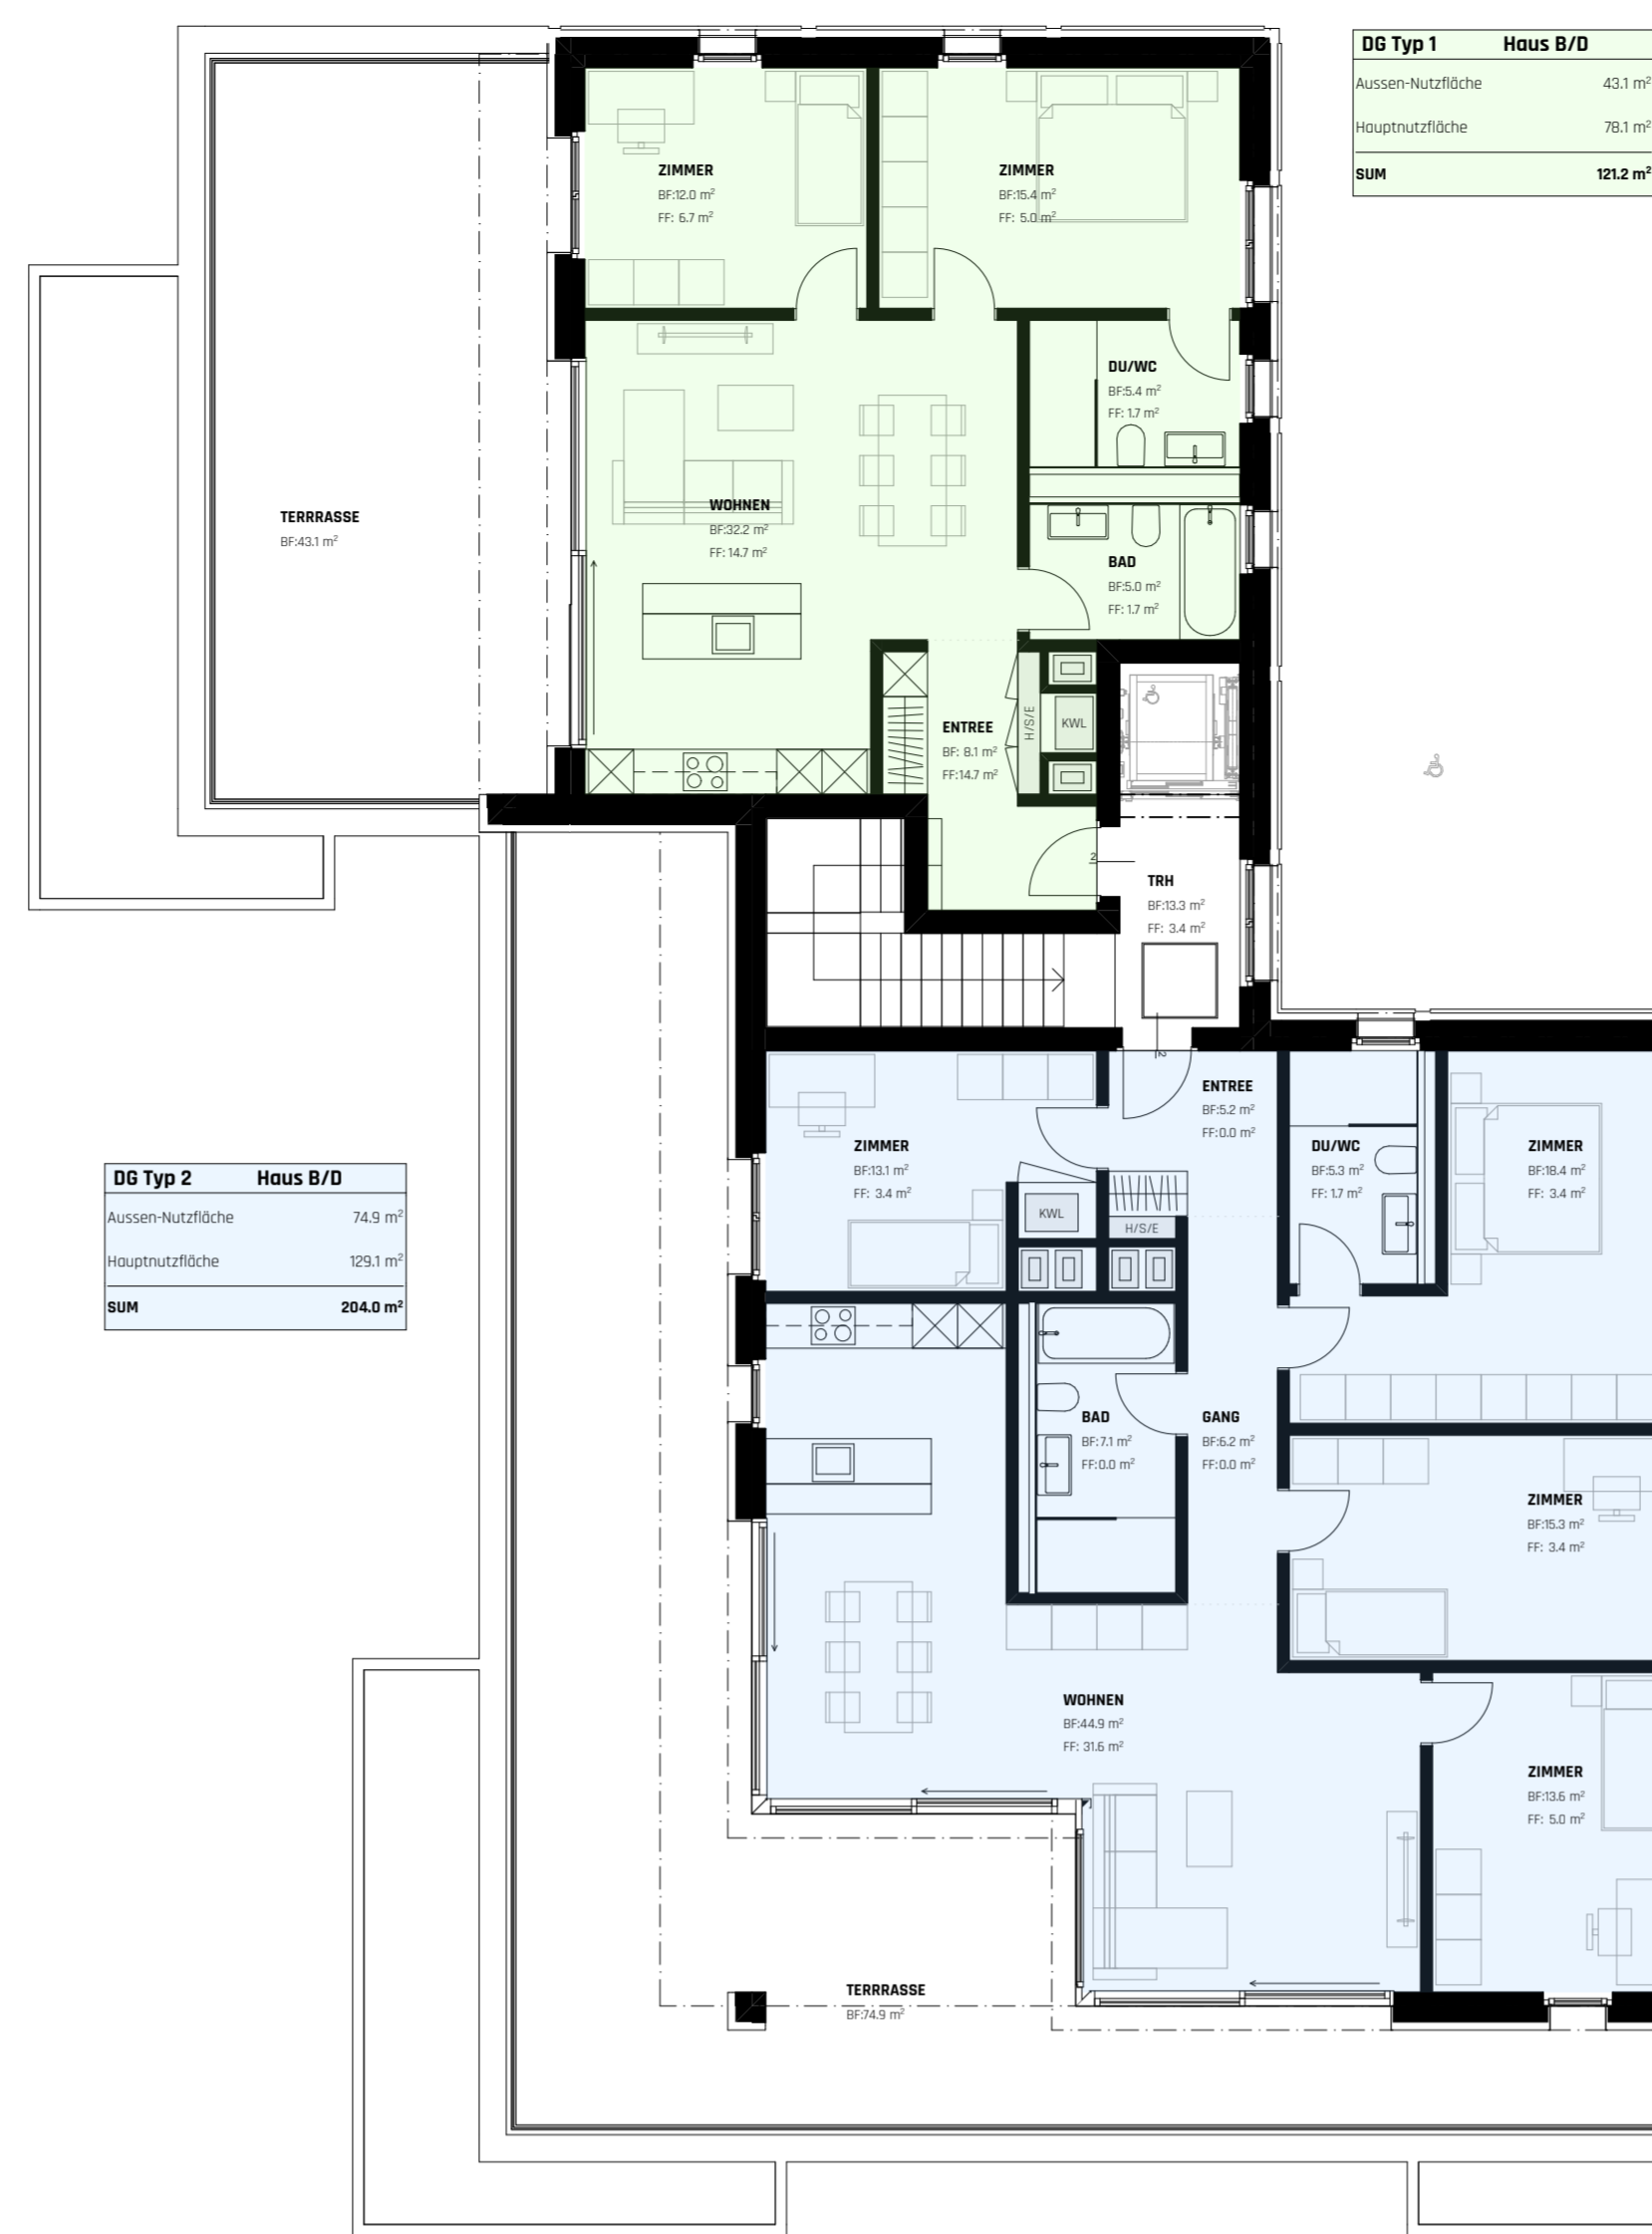 DG Typ 1 Haus B/D
Aussen-Nutzfläche 43.1 m²
Hauptnutzfläche 78.1 m²
SUM 121.2 m²
ZIMMER
BF:12.0 m²
FF: 6.7 m²
ZIMMER
BF:15.4 m²
FF: 5.0 m²
DU/WC
BF:5.4 m²
FF: 1.7 m²
TERRRASSE
BF:43.1 m²
WOHNEN
BF:32.2 m²
FF: 14.7 m²
BAD
BF:5.0 m²
FF: 1.7 m²
ENTREE
BF: 8.1 m²
FF:14.7 m²
H/S/E
KWL
2
TRH
BF:13.3 m²
FF: 3.4 m²
2
DG Typ 2 Haus B/D
Aussen-Nutzfläche 74.9 m²
Hauptnutzfläche 129.1 m²
SUM 204.0 m²
ENTREE
BF:5.2 m²
FF:0.0 m²
ZIMMER
BF:13.1 m²
FF: 3.4 m²
DU/WC
BF:5.3 m²
FF: 1.7 m²
ZIMMER
BF:18.4 m²
FF: 3.4 m²
KWL
H/S/E
BAD
BF:7.1 m²
FF:0.0 m²
GANG
BF:6.2 m²
FF:0.0 m²
ZIMMER
BF:15.3 m²
FF: 3.4 m²
WOHNEN
BF:44.9 m²
FF: 31.6 m²
ZIMMER
BF:13.6 m²
FF: 5.0 m²
TERRRASSE
BF:74.9 m²